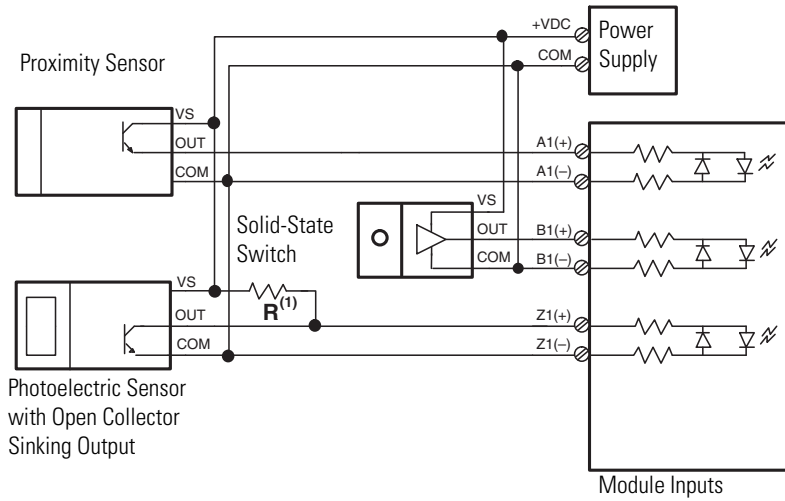 +VDC
COM
Power
Supply
Proximity Sensor
VS
OUT
COM
A1(+)
A1(–)
VS
OUT
COM
B1(+)
B1(–)
Solid-State
Switch
VS
R(1)
OUT
COM
Z1(+)
Z1(–)
Photoelectric Sensor
with Open Collector
Sinking Output
Module Inputs